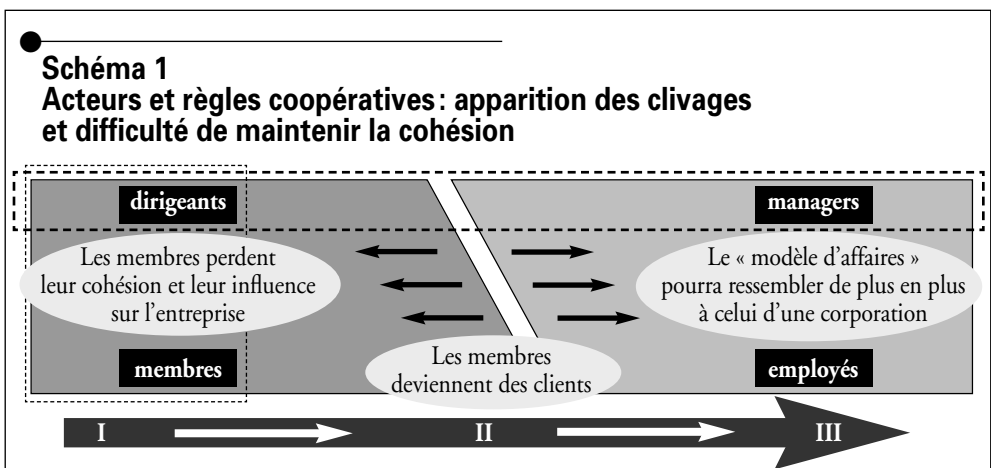 Schéma 1
Acteurs et règles coopératives : apparition des clivages
et difficulté de maintenir la cohésion
dirigeants
managers
Les membres perdent
leur cohésion et leur influence
sur l'entreprise
Le « modèle d'affaires »
pourra ressembler de plus en plus
à celui d'une corporation
Les membres
deviennent des clients
membres
employés
I
II
III